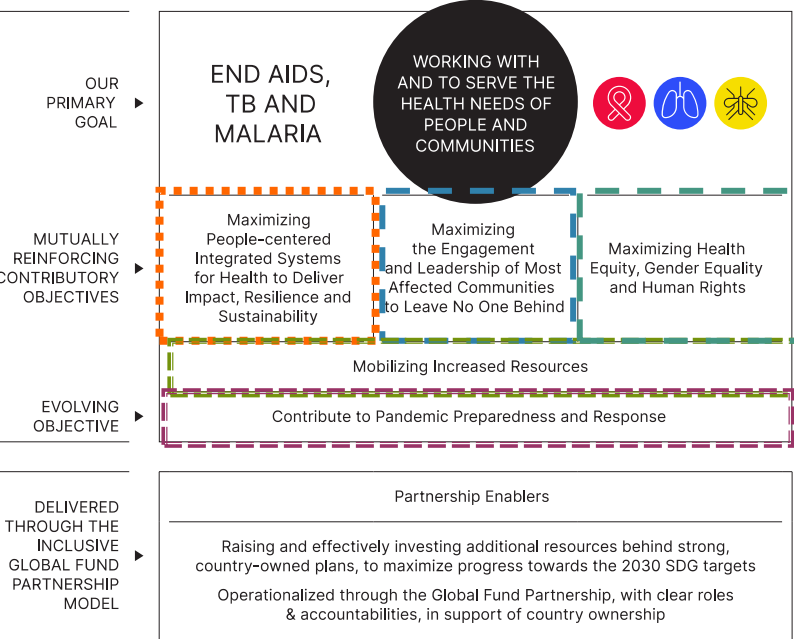 OUR
PRIMARY
GOAL
END AIDS,
TB AND
MALARIA
WORKING WITH
AND TO SERVE THE
HEALTH NEEDS OF
PEOPLE AND
COMMUNITIES
MUTUALLY
REINFORCING
CONTRIBUTORY
OBJECTIVES
Maximizing
People-centered
Integrated Systems
for Health to Deliver
Impact, Resilience and
Sustainability
Maximizing
the Engagement
and Leadership of Most
Affected Communities
to Leave No One Behind
Maximizing Health
Equity, Gender Equality
and Human Rights
Mobilizing Increased Resources
EVOLVING
OBJECTIVE
Contribute to Pandemic Preparedness and Response
DELIVERED
THROUGH THE
INCLUSIVE
GLOBAL FUND
PARTNERSHIP
MODEL
Partnership Enablers
Raising and effectively investing additional resources behind strong,
country-owned plans, to maximize progress towards the 2030 SDG targets
Operationalized through the Global Fund Partnership, with clear roles
& accountabilities, in support of country ownership